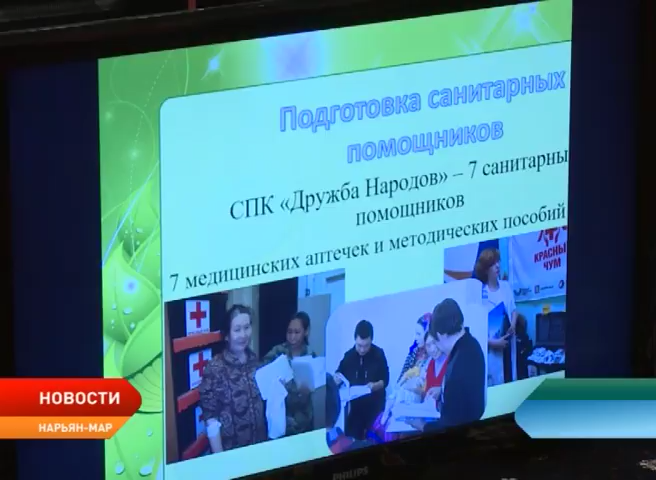 Подготовка санитарных
помощников
СПК «Дружба Народов» – 7 санитарны
помощников
7 медицинских аптечек и методических пособий
КРАСНЫ
ЧУМ
НОВОСТИ
НАРЬЯН-МАР
PHILIPS